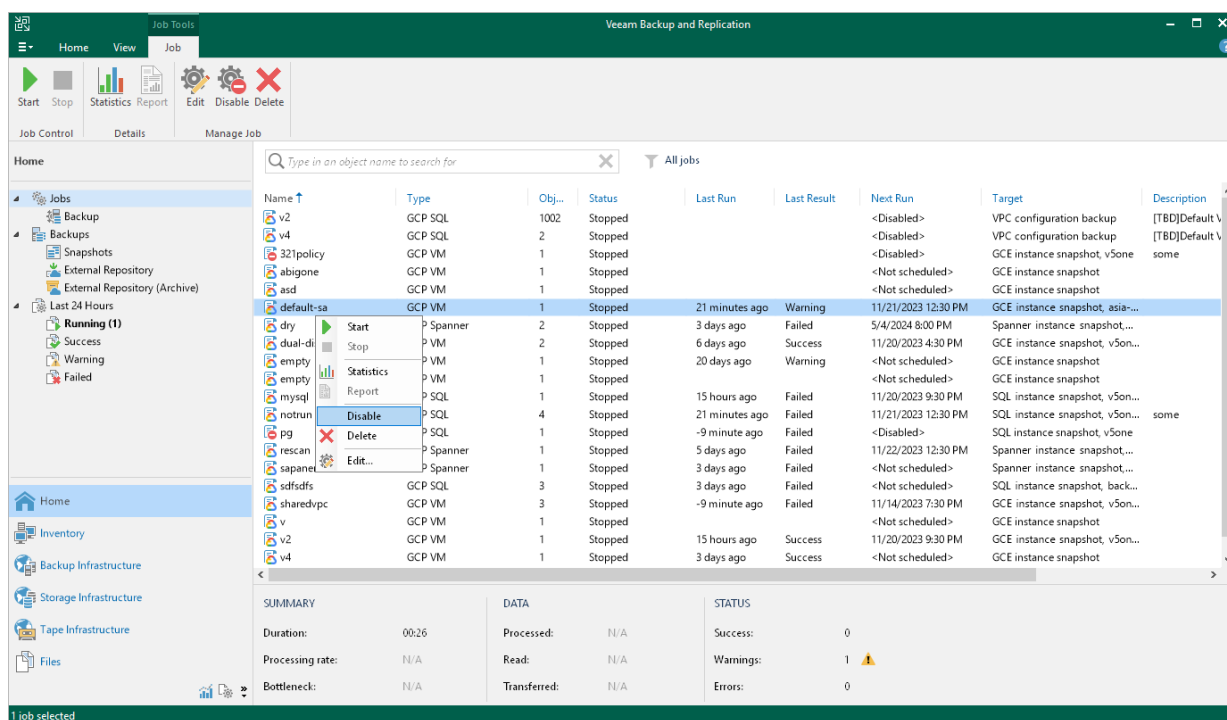 Job Tools
Veeam Backup and Replication
Home View Job
Start Stop Statistics Report Edit Disable Delete
Job Control Details Manage Job
Home
Type in an object name to search for
All jobs
Jobs
Backup
Backups
Snapshots
External Repository
External Repository (Archive)
Last 24 Hours
Running (1)
Success
Warning
Failed
Name Type Obj... Status Last Run Last Result Next Run Target Description
v2 GCP SQL 1002 Stopped <Disabled> VPC configuration backup [TBD]Default V
v4 GCP SQL 2 Stopped <Disabled> VPC configuration backup [TBD]Default V
321policy GCP VM 1 Stopped <Disabled> GCE instance snapshot, v5one some
abigone GCP VM 1 Stopped <Not scheduled> GCE instance snapshot
asd GCP VM 1 Stopped <Not scheduled> GCE instance snapshot
default-sa GCP VM 1 Stopped 21 minutes ago Warning 11/21/2023 12:30 PM GCE instance snapshot, asia-...
dry P Spanner 2 Stopped 3 days ago Failed 5/4/2024 8:00 PM Spanner instance snapshot,...
dual-di P VM 2 Stopped 6 days ago Success 11/20/2023 4:30 PM GCE instance snapshot, v5on...
empty P VM 1 Stopped 20 days ago Warning <Not scheduled> GCE instance snapshot
empty P VM 1 Stopped <Not scheduled> GCE instance snapshot
mysql P SQL 1 Stopped 15 hours ago Failed 11/20/2023 9:30 PM SQL instance snapshot, v5on...
notrun P SQL 4 Stopped 21 minutes ago Failed 11/21/2023 12:30 PM SQL instance snapshot, v5on... some
pg P SQL 1 Stopped -9 minute ago Failed <Disabled> SQL instance snapshot, v5one
rescan P Spanner 1 Stopped 5 days ago Failed 11/22/2023 12:30 PM Spanner instance snapshot,...
sapane P Spanner 1 Stopped 3 days ago Failed <Not scheduled> Spanner instance snapshot,...
sdfsdfs GCP SQL 3 Stopped 3 days ago Failed <Not scheduled> SQL instance snapshot, back...
sharedvpc GCP VM 3 Stopped -9 minute ago Failed 11/14/2023 7:30 PM GCE instance snapshot, v5on...
v GCP VM 1 Stopped <Not scheduled> GCE instance snapshot
v2 GCP VM 1 Stopped 15 hours ago Success 11/20/2023 9:30 PM GCE instance snapshot, v5on...
v4 GCP VM 1 Stopped 3 days ago Success <Not scheduled> GCE instance snapshot
Start
Stop
Statistics
Report
Disable
Delete
Edit...
Home
Inventory
Backup Infrastructure
Storage Infrastructure
Tape Infrastructure
Files
SUMMARY DATA STATUS
Duration: 00:26 Processed: N/A Success: 0
Processing rate: N/A Read: N/A Warnings: 1
Bottleneck: N/A Transferred: N/A Errors: 0
1 job selected